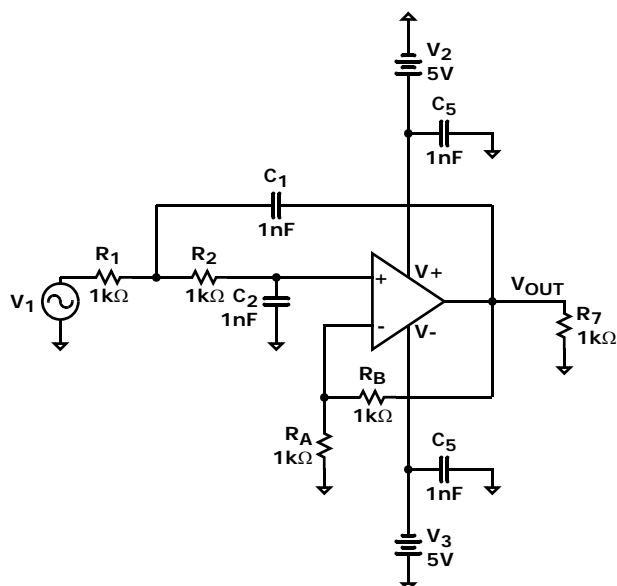 V2
5V
C5
1nF
C1
1nF
R1
1kΩ
R2
1kΩ
C2
1nF
V1
+
-
V+
V-
VOUT
R7
1kΩ
RB
1kΩ
RA
1kΩ
C5
1nF
V3
5V